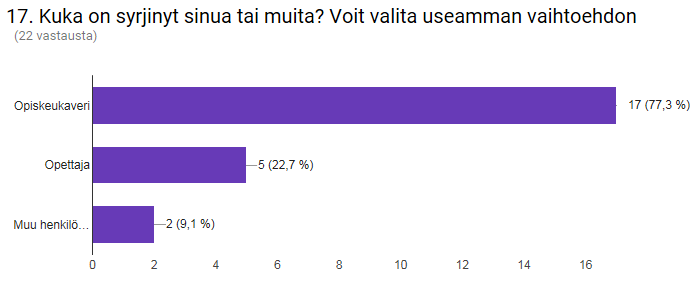 17. Kuka on syrjinyt sinua tai muita? Voit valita useamman vaihtoehdon
(22 vastausta)
Opiskeukaveri 17 (77,3 %)
Opettaja 5 (22,7 %)
Muu henkilö… 2 (9,1 %)
0 2 4 6 8 10 12 14 16